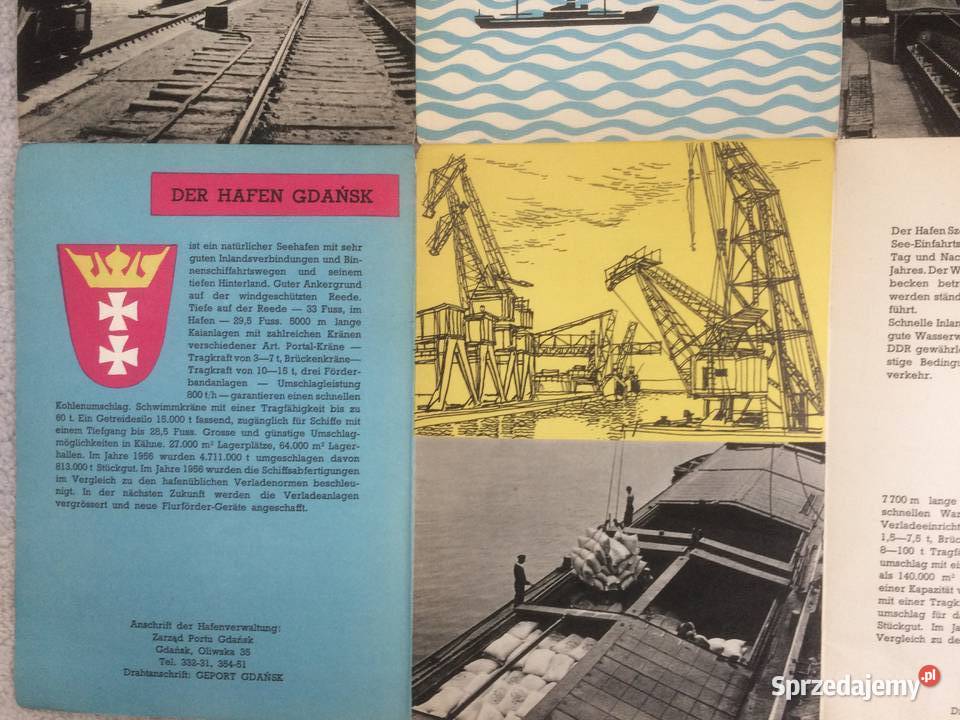 DER HAFEN GDAŃSK
ist ein natürlicher Seehafen mit sehr
guten Inlandsverbindungen und Bin-
nenschiffahrtswegen und seinem
tiefen Hinterland. Guter Ankergrund
auf der windgeschützten Reede.
Tiefe auf der Reede — 33 Fuss, im
Hafen — 29,5 Fuss. 5000 m lange
Kaianlagen mit zahlreichen Kränen
verschiedener Art. Portal-Kräne —
Tragkraft von 3—7 t, Brückenkräne—
Tragkraft von 10—15 t, drei Förder-
bandanlagen — Umschlagleistung
800 t/h — garantieren einen schnellen
Kohlenumschlag. Schwimmkräne mit einer Tragfähigkeit bis zu
60 t. Ein Getreidesilo 15.000 t fassend, zugänglich für Schiffe mit
einem Tiefgang bis zu 28,5 Fuss. Grosse und günstige Umschlag-
möglichkeiten in Kähne. 27.000 m² Lagerplätze, 64.000 m² Lager-
hallen. Im Jahre 1956 wurden 4.711.000 t umgeschlagen davon
813.000 t Stückgut. Im Jahre 1956 wurden die Schiffsabfertigungen
im Vergleich zu den hafenüblichen Verladenormen beschleu-
nigt. In der nächsten Zukunft werden die Verladeanlagen
vergrössert und neue Flurförder-Geräte angeschafft.
Anschrift der Hafenverwaltung:
Zarząd Portu Gdańsk
Gdańsk, Oliwska 35
Tel. 332-31, 354-51
Drahtanschrift: GEPORT GDAŃSK
Der Hafen Sz
See-Einfahrts
Tag und Nac
Jahres. Der W
becken betr
werden ständ
führt.
Schnelle Inlan
gute Wasserw
DDR gewährle
stige Bedingu
verkehr.
7 700 m lange
schnellen War
Verladeeinricht
1,5—7,5 t, Brüc
8—100 t Tragf
umschlag mit ei
als 140.000 m²
einer Kapazität v
mit einer Tragk
umschlag für da
Stückgut. Im Ja
Vergleich zu de
D
Sprzedajemy.pl